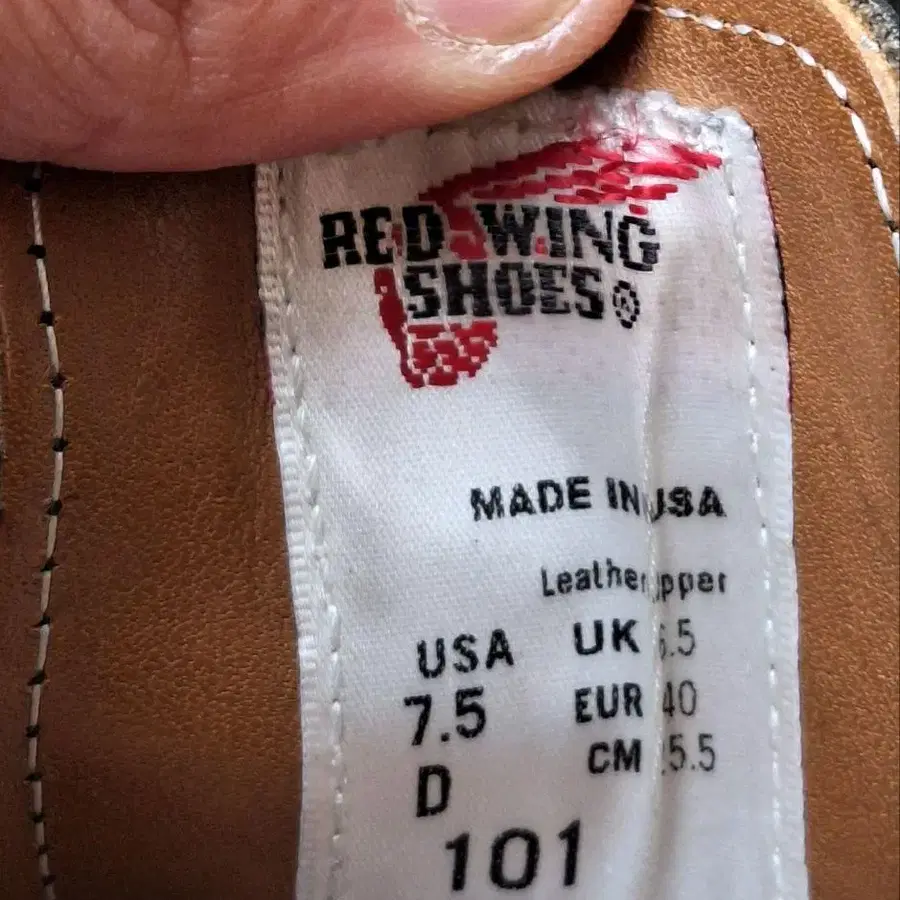 RED WING
SHOES®
MADE IN USA
Leather upper
USA UK 6.5
7.5 EUR 40
CM 25.5
D
101